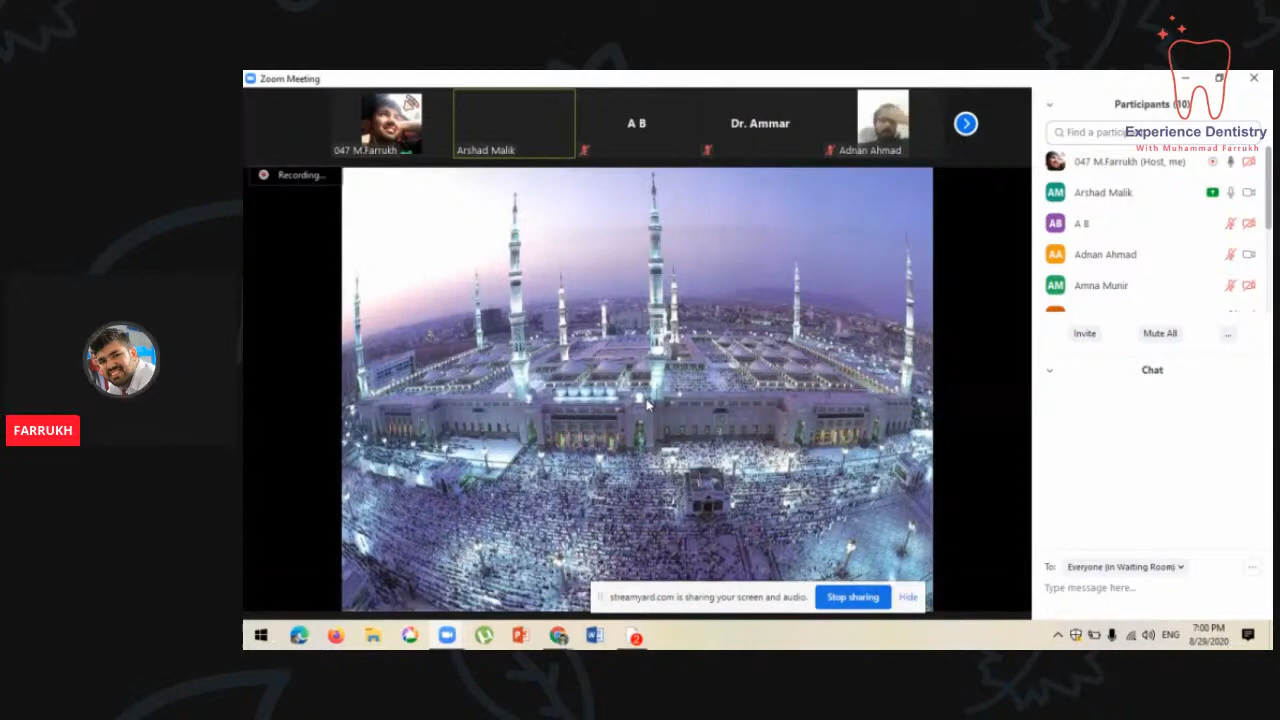 Zoom Meeting
Participants (10)
Find a partici
Experience Dentistry
With Muhammad Farrukh
047 M.Farrukh
Arshad Malik
A B
Dr. Ammar
Adnan Ahmad
Recording...
047 M.Farrukh (Host, me)
AM Arshad Malik
AB A B
AA Adnan Ahmad
AM Amna Munir
Invite
Mute All
...
Chat
FARRUKH
To: Everyone (in Waiting Room)
Type message here...
streamyard.com is sharing your screen and audio.
Stop sharing
Hide
2
ENG
7:00 PM
8/29/2020